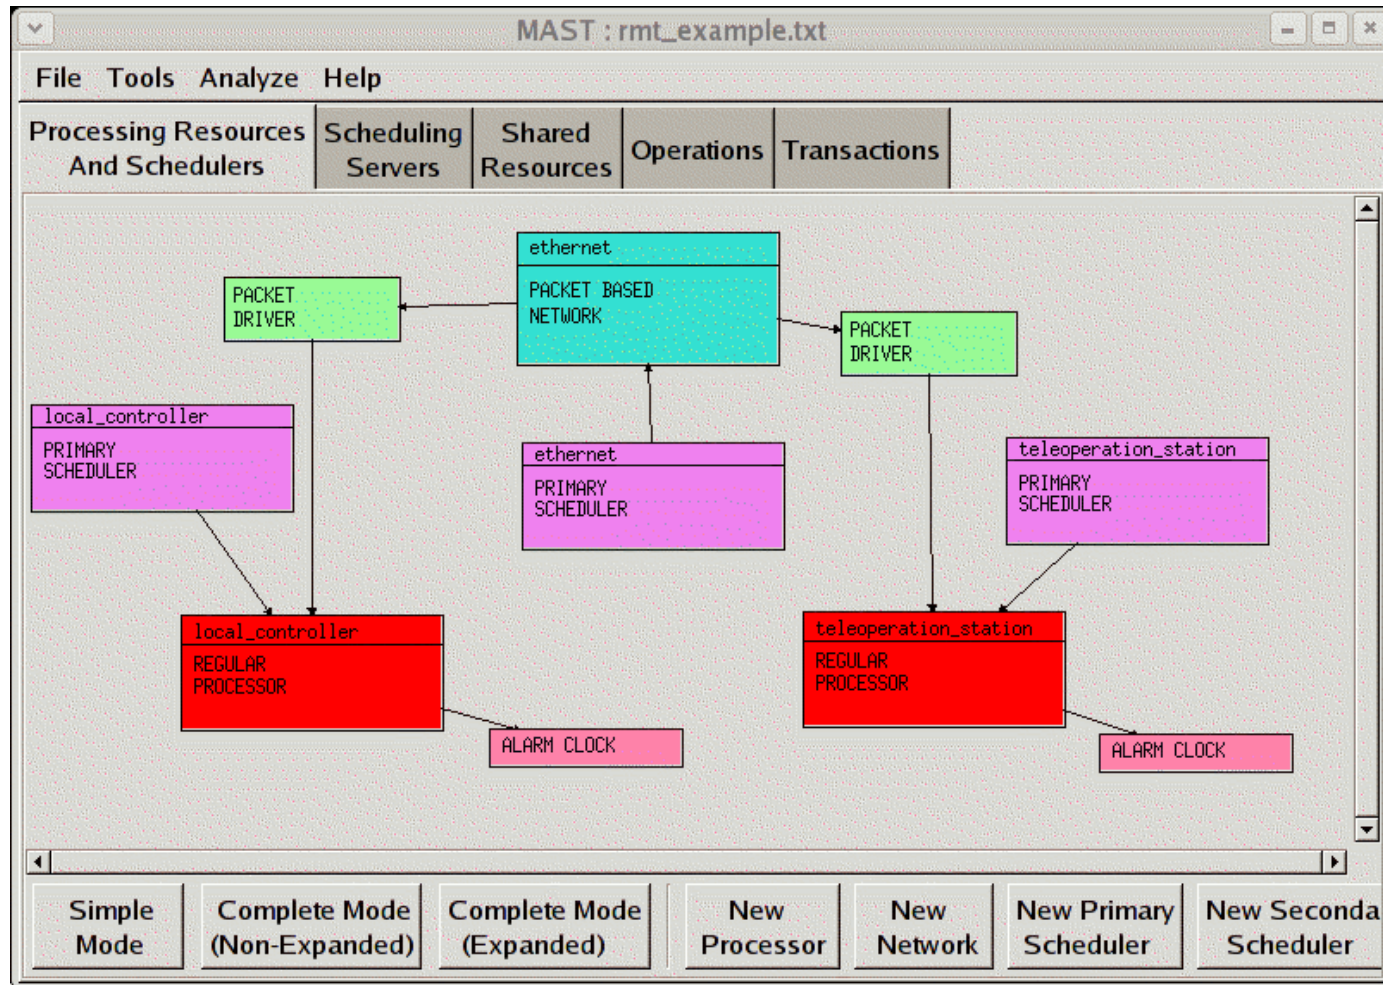 MAST : rmt_example.txt
File Tools Analyze Help
Processing Resources
And Schedulers
Scheduling
Servers
Shared
Resources
Operations
Transactions
ethernet
PACKET BASED
NETWORK
PACKET
DRIVER
PACKET
DRIVER
local_controller
PRIMARY
SCHEDULER
ethernet
PRIMARY
SCHEDULER
teleoperation_station
PRIMARY
SCHEDULER
local_controller
REGULAR
PROCESSOR
teleoperation_station
REGULAR
PROCESSOR
ALARM CLOCK
ALARM CLOCK
Simple
Mode
Complete Mode
(Non-Expanded)
Complete Mode
(Expanded)
New
Processor
New
Network
New Primary
Scheduler
New Seconda
Scheduler